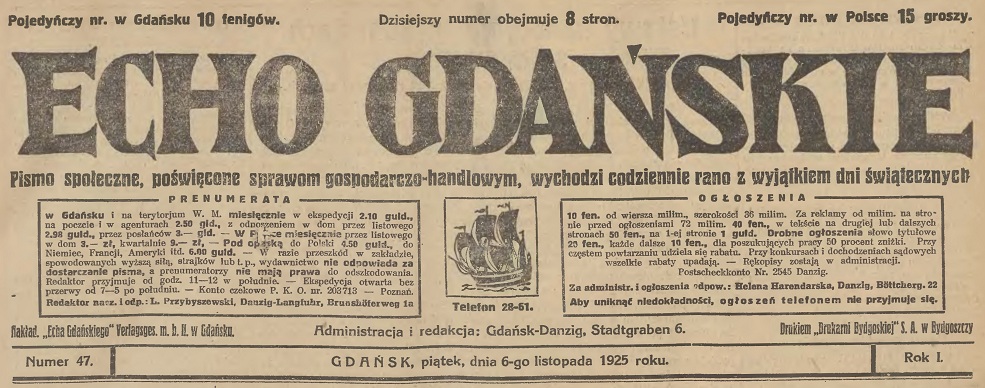 Pojedyńczy nr. w Gdańsku 10 fenigów.
Dzisiejszy numer obejmuje 8 stron.
Pojedyńczy nr. w Polsce 15 groszy.
ECHO GDAŃSKIE
Pismo społeczne, poświęcone sprawom gospodarczo-handlowym, wychodzi codziennie rano z wyjątkiem dni świątecznych
PRENUMERATA
w Gdańsku i na terytorjum W. M. miesięcznie w ekspedycji 2.10 guld.,
na poczcie i w agenturach 2.50 gld., z odnoszeniem w dom przez listowego
2.98 guld., przez posłańców 3.— gld. — W Polsce miesięcznie przez listowego
w dom 3.— zł, kwartalnie 9.— zł, — Pod opaską do Polski 4.50 guld., do
Niemiec, Francji, Ameryki itd. 6.00 guld. — W razie przeszkód w zakładzie,
spowodowanych wyższą siłą, strajków lub t. p., wydawnictwo nie odpowiada za
dostarczanie pisma, a prenumeratorzy nie mają prawa do odszkodowania.
Redaktor przyjmuje od godz. 11—12 w południe. — Ekspedycja otwarta bez
przerwy od 7—5 po południu. — Konto czekowe P. K. O. nr. 203713 — Poznań.
Redaktor nacz. i odp.: L. Przybyszewski, Danzig-Langfuhr, Brunshöferweg 1a
Telefon 28-51.
OGŁOSZENIA
10 fen. od wiersza milim., szerokości 36 milim. Za reklamy od milim. na stro-
nie przed ogłoszeniami 72 milim. 40 fen., w tekście na drugiej lub dalszych
stronach 50 fen., na 1-ej stronie 1 guld. Drobne ogłoszenia słowo tytułowe
20 fen., każde dalsze 10 fen., dla poszukujących pracy 50 procent zniżki. Przy
częstem powtarzaniu udziela się rabatu. Przy konkursach i dochodzeniach sądowych
wszelkie rabaty upadają. — Rękopisy zostają w administracji.
Postscheckkonto Nr. 2545 Danzig.
Za administr. i ogłoszenia odpow.: Helena Harendarska, Danzig, Böttcherg. 22
Aby uniknąć niedokładności, ogłoszeń telefonem nie przyjmuje się.
Nakład. „Echa Gdańskiego” Verlagsges. m. b. H. w Gdańsku.
Administracja i redakcja: Gdańsk-Danzig, Stadtgraben 6.
Drukiem „Drukarni Bydgoskiej” S. A. w Bydgoszczy
Numer 47.
GDAŃSK, piątek, dnia 6-go listopada 1925 roku.
Rok I.